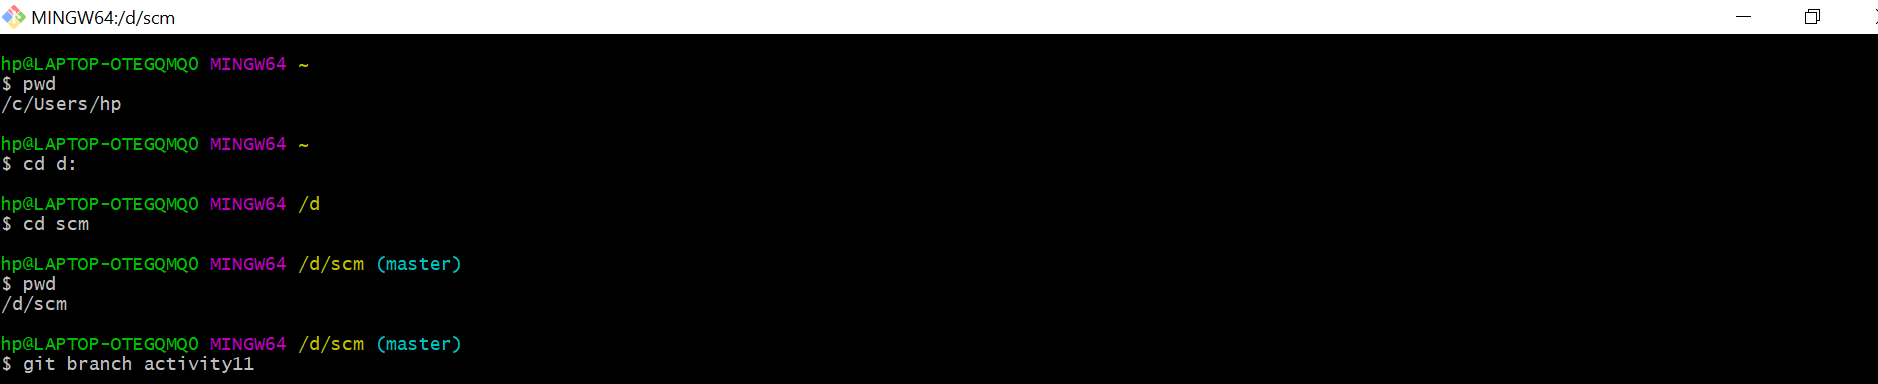 MINGW64:/d/scm
hp@LAPTOP-OTEGQMQO MINGW64 ~
$ pwd
/c/Users/hp
hp@LAPTOP-OTEGQMQO MINGW64 ~
$ cd d:
hp@LAPTOP-OTEGQMQO MINGW64 /d
$ cd scm
hp@LAPTOP-OTEGQMQO MINGW64 /d/scm (master)
$ pwd
/d/scm
hp@LAPTOP-OTEGQMQO MINGW64 /d/scm (master)
$ git branch activity11